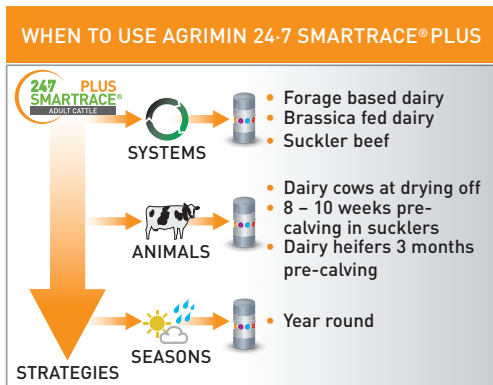 WHEN TO USE AGRIMIN 24·7 SMARTRACE® PLUS
247 PLUS
SMARTRACE®
ADULT CATTLE
SYSTEMS
• Forage based dairy
• Brassica fed dairy
• Suckler beef
ANIMALS
• Dairy cows at drying off
• 8 – 10 weeks pre-
calving in sucklers
• Dairy heifers 3 months
pre-calving
SEASONS
• Year round
STRATEGIES